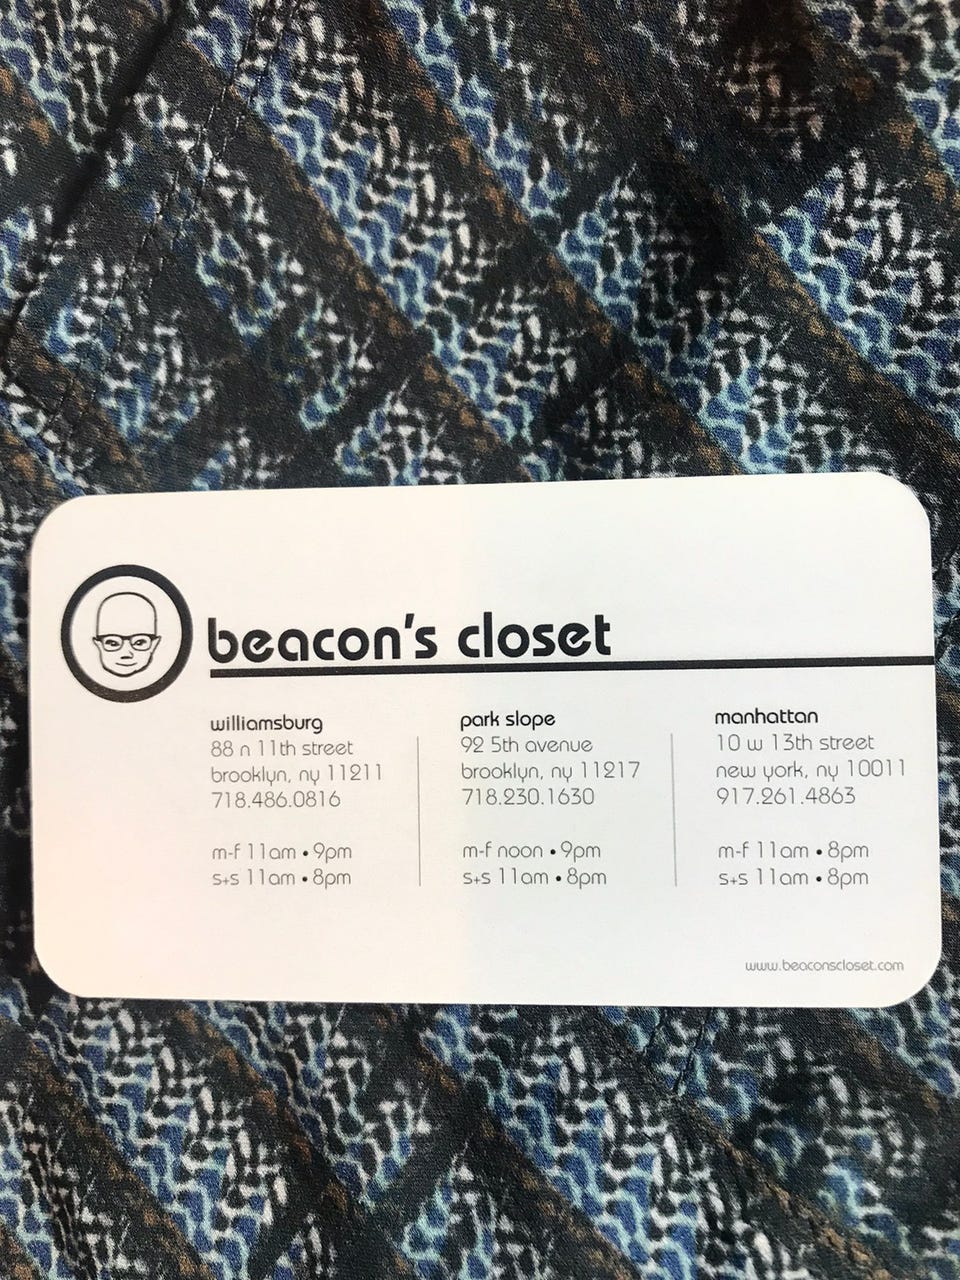 beacon's closet
williamsburg
88 n 11th street
brooklyn, ny 11211
718.486.0816
m-f 11am • 9pm
s+s 11am • 8pm
park slope
92 5th avenue
brooklyn, ny 11217
718.230.1630
m-f noon • 9pm
s+s 11am • 8pm
manhattan
10 w 13th street
new york, ny 10011
917.261.4863
m-f 11am • 8pm
s+s 11am • 8pm
www.beaconscloset.com